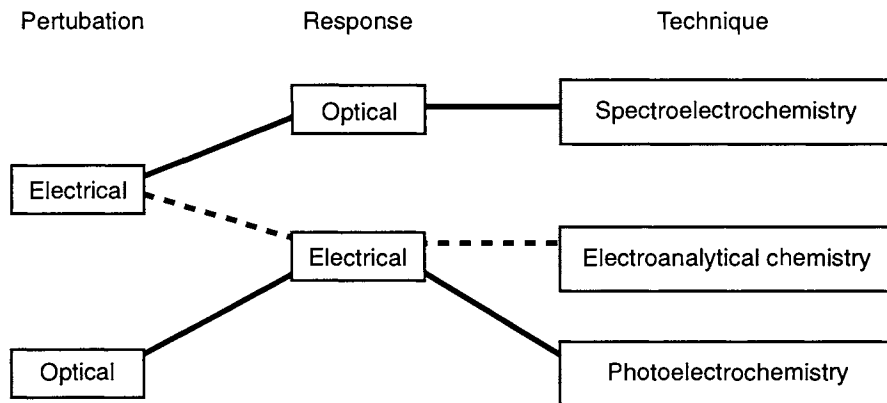 Pertubation Response Technique
Optical Spectroelectrochemistry
Electrical
Electrical Electroanalytical chemistry
Optical Photoelectrochemistry